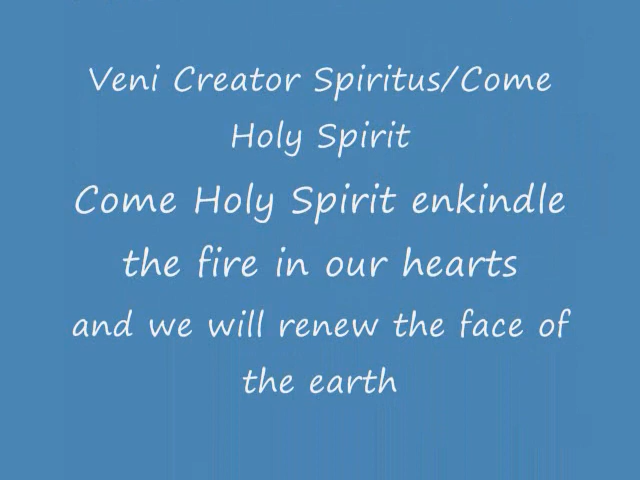 Veni Creator Spiritus/Come
Holy Spirit
Come Holy Spirit enkindle
the fire in our hearts
and we will renew the face of
the earth